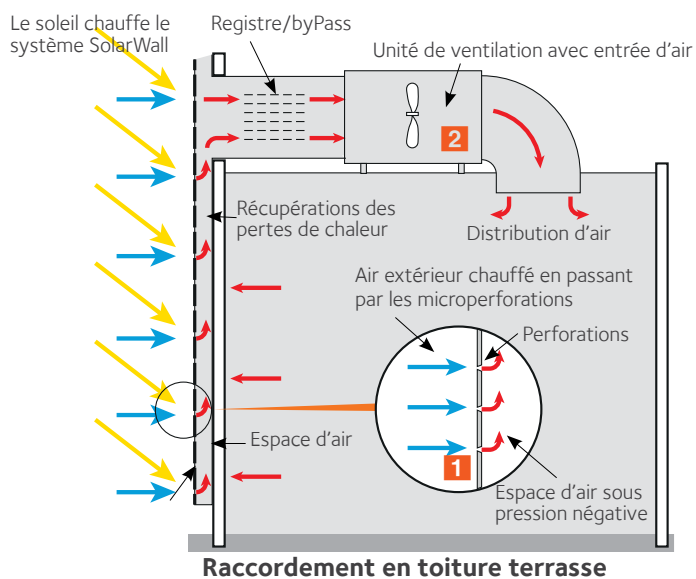 Le soleil chauffe le
système SolarWall
Registre/byPass
Unité de ventilation avec entrée d'air
2
Récupérations des
pertes de chaleur
Distribution d'air
Air extérieur chauffé en passant
par les microperforations
Perforations
Espace d'air
1
Espace d'air sous
pression négative
Raccordement en toiture terrasse